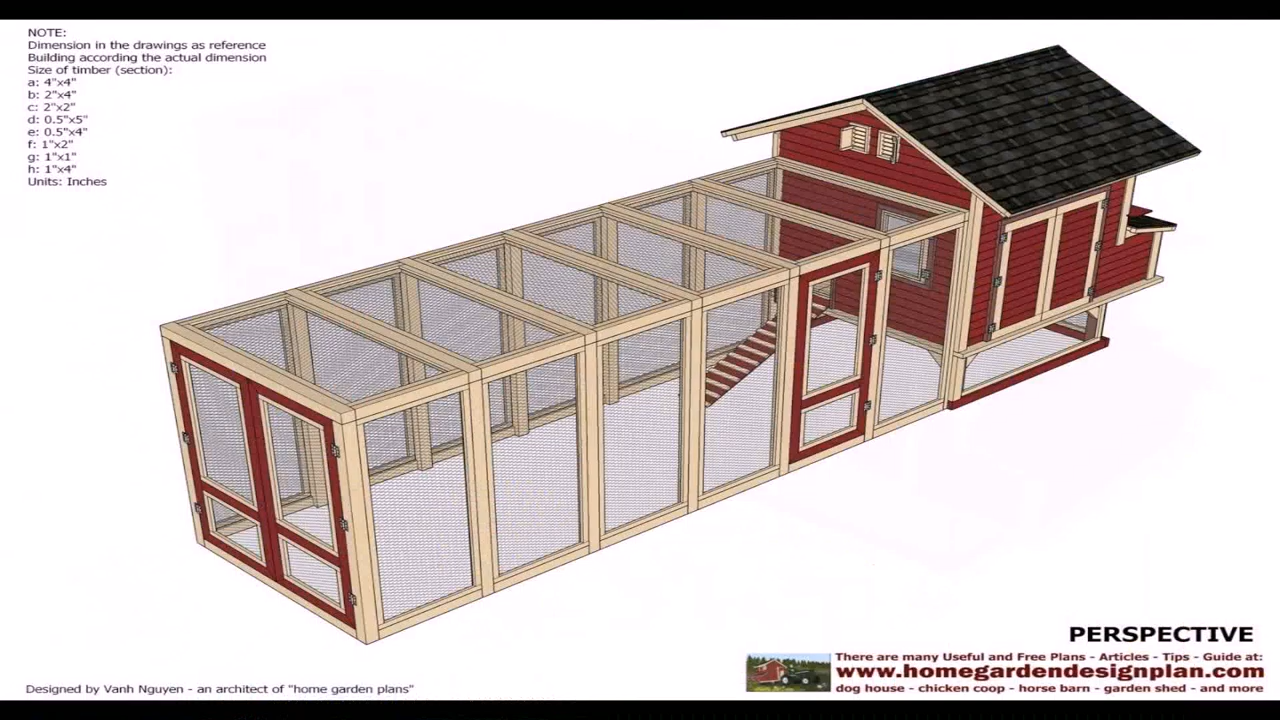 NOTE:
Dimension in the drawings as reference
Building according the actual dimension
Size of timber (section):
a: 4"x4"
b: 2"x4"
c: 2"x2"
d: 0.5"x5"
e: 0.5"x4"
f: 1"x2"
g: 1"x1"
h: 1"x4"
Units: Inches
PERSPECTIVE
There are many Useful and Free Plans - Articles - Tips - Guide at:
www.homegardendesignplan.com
dog house - chicken coop - horse barn - garden shed - and more
Designed by Vanh Nguyen - an architect of "home garden plans"